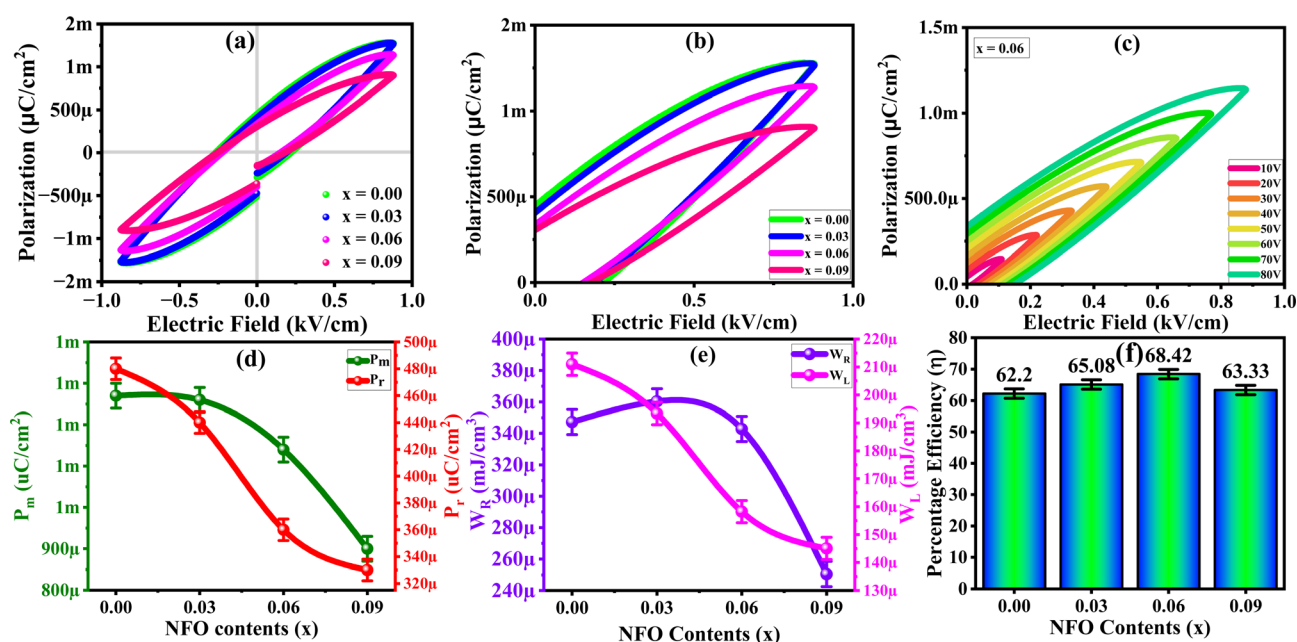 (a)
Polarization (μC/cm²)
2m
1m
500μ
0
−500μ
−1m
2m
−1.0
−0.5
0.0
0.5
1.0
Electric Field (kV/cm)
x = 0.00
x = 0.03
x = 0.06
x = 0.09
(b)
Polarization (μC/cm²)
2m
1m
500μ
0
0.0
0.5
1.0
Electric Field (kV/cm)
x = 0.00
x = 0.03
x = 0.06
x = 0.09
(c)
x = 0.06
Polarization (μC/cm²)
1.5m
1.0m
500.0μ
0.0
0.0
0.2
0.4
0.6
0.8
1.0
Electric Field (kV/cm)
10V
20V
30V
40V
50V
60V
70V
80V
(d)
Pm
Pr
Pm (uC/cm²)
1m
1m
1m
1m
1m
900μ
800μ
Pr (uC/cm²)
500μ
480μ
460μ
440μ
420μ
400μ
380μ
360μ
340μ
320μ
0.00
0.03
0.06
0.09
NFO contents (x)
(e)
WR
WL
WR (mJ/cm³)
400μ
380μ
360μ
340μ
320μ
300μ
280μ
260μ
240μ
WL (mJ/cm³)
220μ
210μ
200μ
190μ
180μ
170μ
160μ
150μ
140μ
130μ
0.00
0.03
0.06
0.09
NFO Contents (x)
(f)
Percentage Efficiency (η)
80
70
60
50
40
30
20
10
0
62.2
65.08
68.42
63.33
0.00
0.03
0.06
0.09
NFO Contents (x)